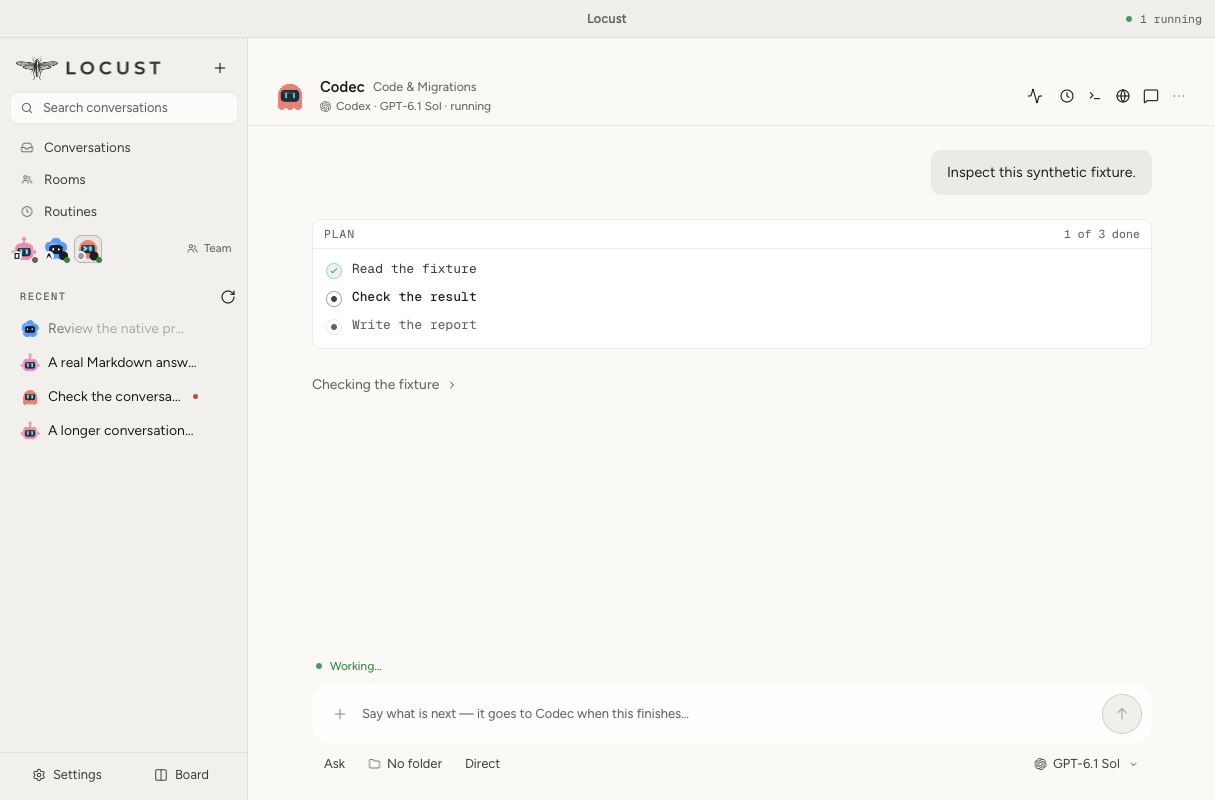 Locust
1 running
LOCUST
Search conversations
Conversations
Rooms
Routines
Team
RECENT
Review the native pr...
A real Markdown answ...
Check the conversa...
A longer conversation...
Settings
Board
Codec Code & Migrations
Codex · GPT-6.1 Sol · running
Inspect this synthetic fixture.
PLAN
1 of 3 done
Read the fixture
Check the result
Write the report
Checking the fixture
Working...
Say what is next — it goes to Codec when this finishes...
Ask
No folder
Direct
GPT-6.1 Sol